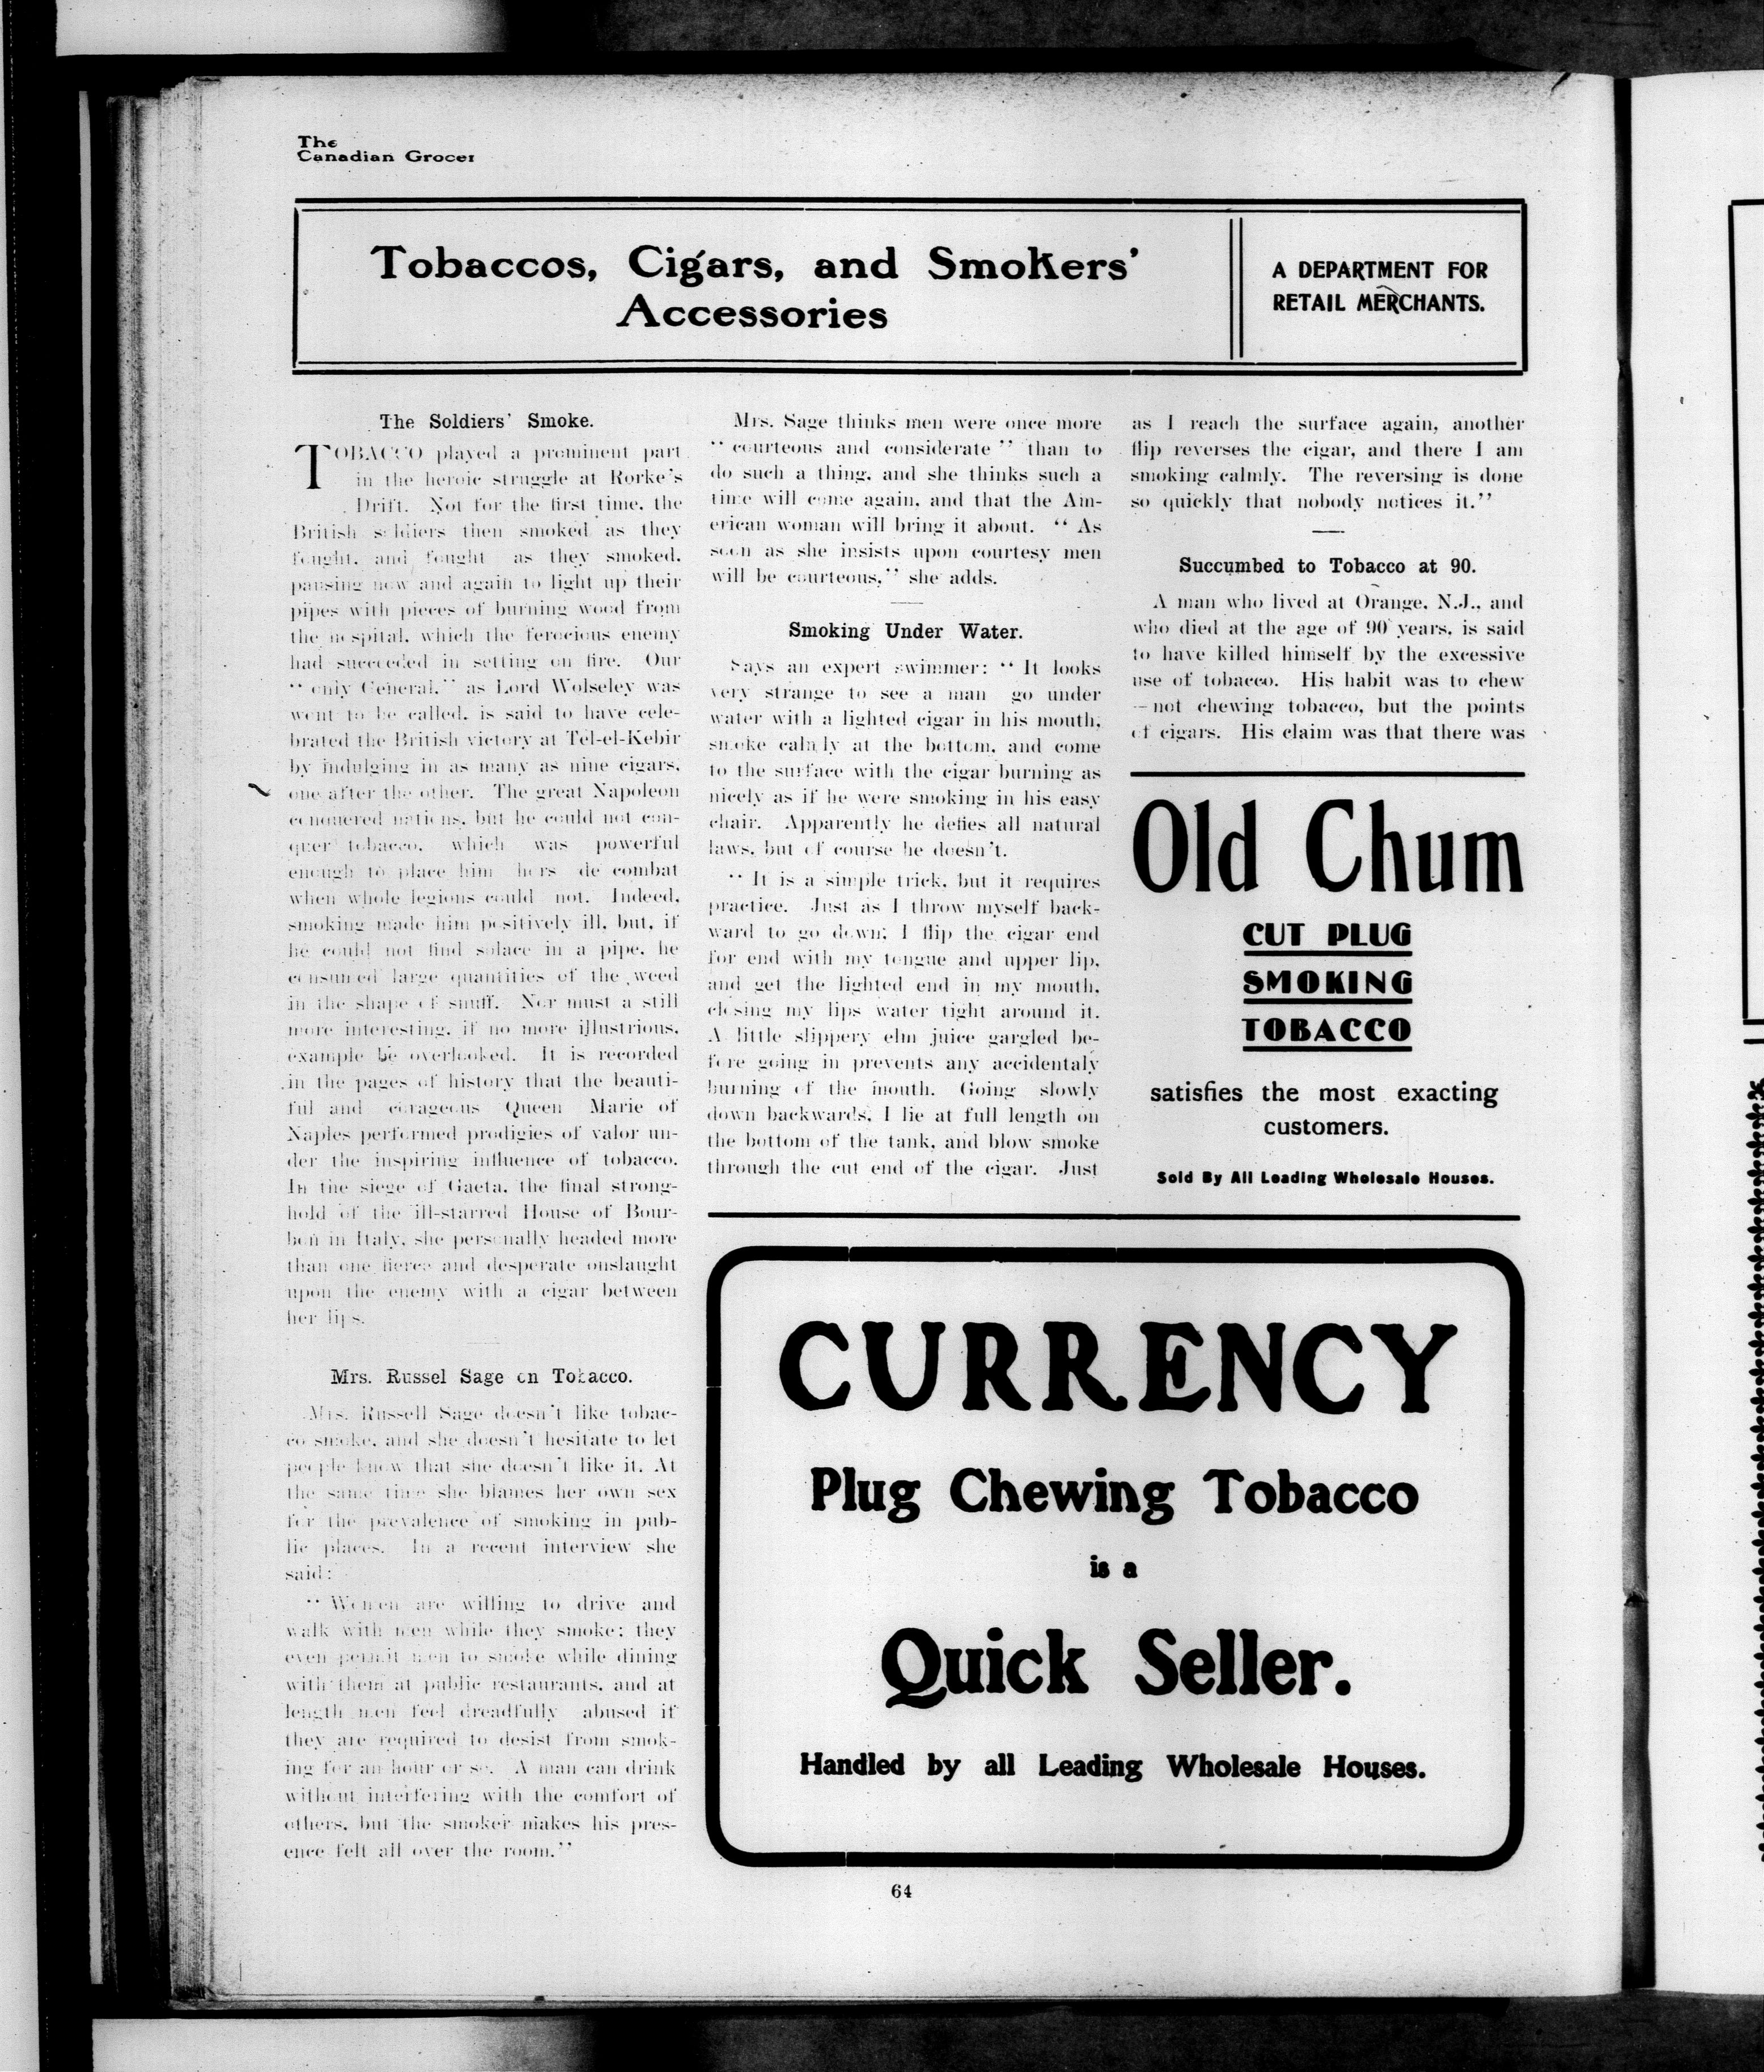 The
Canadian Grocer
Tobaccos, Cigars, and Smokers'
Accessories
A DEPARTMENT FOR
RETAIL MERCHANTS.
The Soldiers' Smoke.
TOBACCO played a prominent part
in the heroic struggle at Rorke's
Drift. Not for the first time, the
British soldiers then smoked as they
fought, and fought as they smoked,
pausing now and again to light up their
pipes with pieces of burning wood from
the hospital, which the ferocious enemy
had succeeded in setting on fire. Our
"only General," as Lord Wolseley was
wont to be called, is said to have cele-
brated the British victory at Tel-el-Kebir
by indulging in as many as nine cigars,
one after the other. The great Napoleon
conquered nations, but he could not con-
quer tobacco, which was powerful
enough to place him hors de combat
when whole legions could not. Indeed,
smoking made him positively ill, but, if
he could not find solace in a pipe, he
consumed large quantities of the weed
in the shape of snuff. Nor must a still
more interesting, if no more illustrious,
example be overlooked. It is recorded
in the pages of history that the beauti-
ful and corageous Queen Marie of
Naples performed prodigies of valor un-
der the inspiring influence of tobacco.
In the siege of Gaeta, the final strong-
hold of the ill-starred House of Bour-
bon in Italy, she personally headed more
than one fierce and desperate onslaught
upon the enemy with a cigar between
her lips.
Mrs. Russel Sage on Tobacco.
Mrs. Russell Sage doesn't like tobac-
co smoke, and she doesn't hesitate to let
people know that she doesn't like it. At
the same time she blames her own sex
for the prevalence of smoking in pub-
lic places. In a recent interview she
said:
"Women are willing to drive and
walk with men while they smoke; they
even permit men to smoke while dining
with them at public restaurants, and at
length men feel dreadfully abused if
they are required to desist from smok-
ing for an hour or so. A man can drink
without interfering with the comfort of
others, but the smoker makes his pres-
ence felt all over the room."
Mrs. Sage thinks men were once more
"courteous and considerate" than to
do such a thing, and she thinks such a
time will come again, and that the Am-
erican woman will bring it about. "As
soon as she insists upon courtesy men
will be courteous," she adds.
Smoking Under Water.
Says an expert swimmer: "It looks
very strange to see a man go under
water with a lighted cigar in his mouth,
smoke calmly at the bottom, and come
to the surface with the cigar burning as
nicely as if he were smoking in his easy
chair. Apparently he defies all natural
laws, but of course he doesn't.
"It is a simple trick, but it requires
practice. Just as I throw myself back-
ward to go down; I flip the cigar end
for end with my tongue and upper lip,
and get the lighted end in my mouth,
closing my lips water tight around it.
A little slippery elm juice gargled be-
fore going in prevents any accidentaly
burning of the mouth. Going slowly
down backwards, I lie at full length on
the bottom of the tank, and blow smoke
through the cut end of the cigar. Just
as I reach the surface again, another
flip reverses the cigar, and there I am
smoking calmly. The reversing is done
so quickly that nobody notices it."
Succumbed to Tobacco at 90.
A man who lived at Orange, N.J., and
who died at the age of 90 years, is said
to have killed himself by the excessive
use of tobacco. His habit was to chew
—not chewing tobacco, but the points
of cigars. His claim was that there was
Old Chum
CUT PLUG
SMOKING
TOBACCO
satisfies the most exacting
customers.
Sold By All Leading Wholesale Houses.
CURRENCY
Plug Chewing Tobacco
is a
Quick Seller.
Handled by all Leading Wholesale Houses.
64